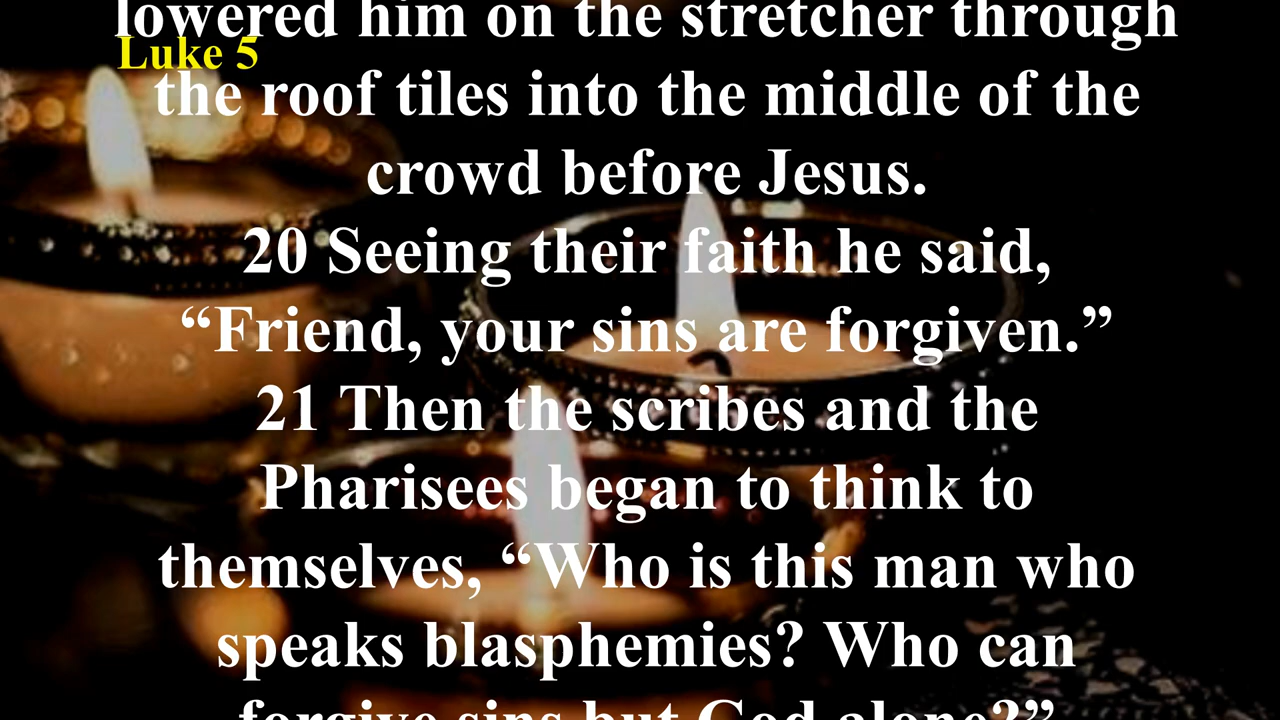 lowered him on the stretcher through
Luke 5
the roof tiles into the middle of the
crowd before Jesus.
20 Seeing their faith he said,
“Friend, your sins are forgiven.”
21 Then the scribes and the
Pharisees began to think to
themselves, “Who is this man who
speaks blasphemies? Who can
forgive sins but God alone?”